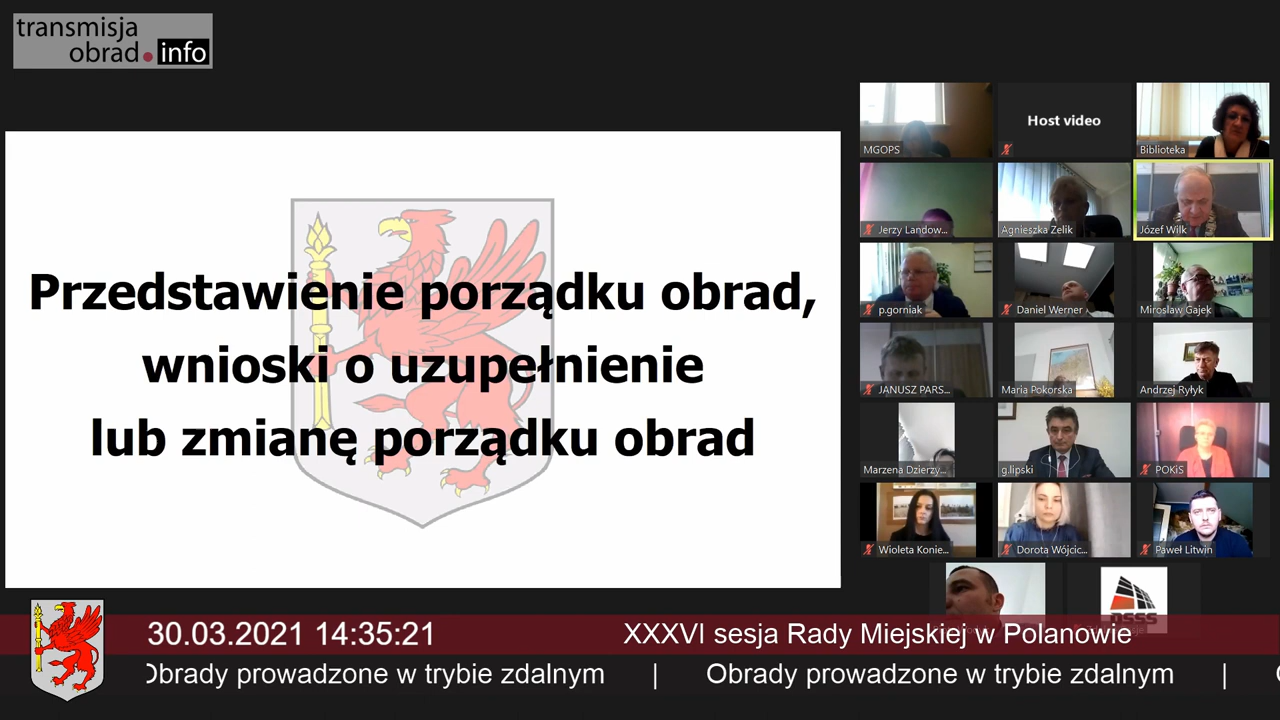 transmisja
obrad.info
Przedstawienie porządku obrad,
wnioski o uzupełnienie
lub zmianę porządku obrad
MGOPS
Host video
Biblioteka
Jerzy Landow...
Agnieszka Zelik
Józef Wilk
p.gorniak
Daniel Werner
Mirosław Gajek
JANUSZ PARS...
Maria Pokorska
Andrzej Ryłyk
Marzena Dzierzy...
g.lipski
POKiS
Wioleta Konie...
Dorota Wójcic...
Paweł Litwin
30.03.2021 14:35:21
XXXVI sesja Rady Miejskiej w Polanowie
Obrady prowadzone w trybie zdalnym | Obrady prowadzone w trybie zdalnym |